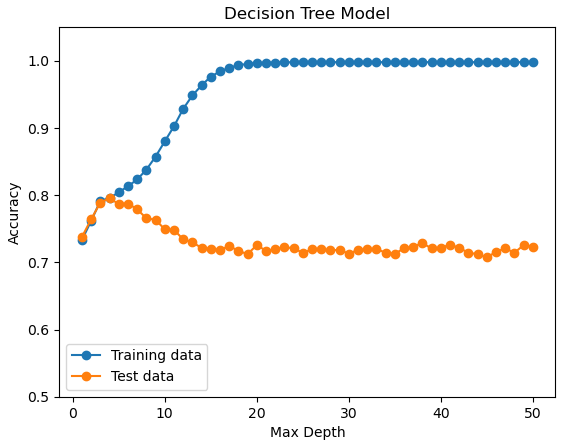 Decision Tree Model
1.0
0.9
0.8
0.7
0.6
0.5
Accuracy
Training data
Test data
0 10 20 30 40 50
Max Depth